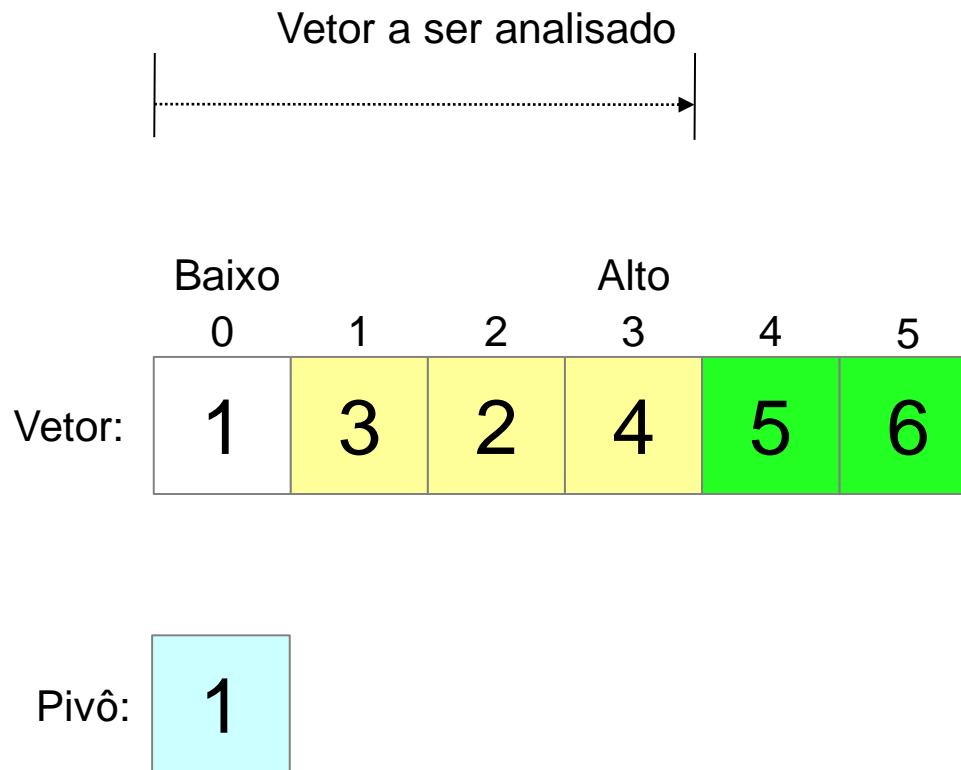 Vetor a ser analisado
Baixo Alto
0 1 2 3 4 5
Vetor: 1 3 2 4 5 6
Pivô: 1